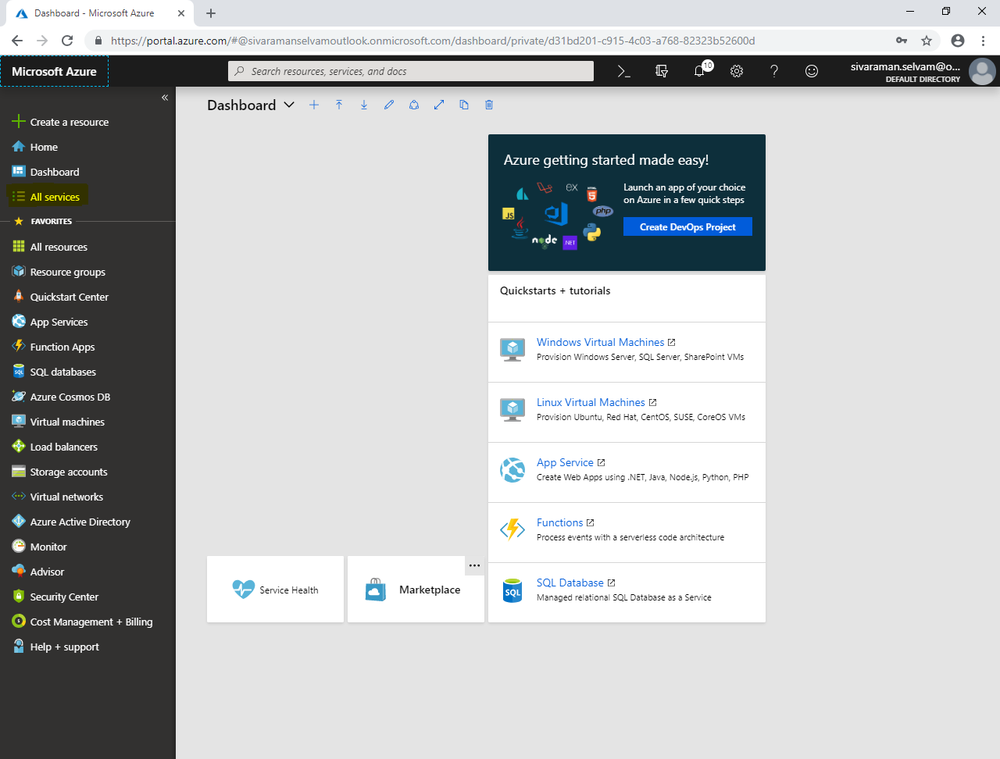 Dashboard - Microsoft Azure
https://portal.azure.com/#@sivaramanselvamoutlook.onmicrosoft.com/dashboard/private/d31bd201-c915-4c03-a768-82323b52600d
Microsoft Azure
Search resources, services, and docs
10
sivaraman.selvam@o...
DEFAULT DIRECTORY
Create a resource
Home
Dashboard
All services
FAVORITES
All resources
Resource groups
Quickstart Center
App Services
Function Apps
SQL databases
Azure Cosmos DB
Virtual machines
Load balancers
Storage accounts
Virtual networks
Azure Active Directory
Monitor
Advisor
Security Center
Cost Management + Billing
Help + support
Dashboard
Service Health
Marketplace
Azure getting started made easy!
EX
HTML
5
JS
php
node
NET
Launch an app of your choice
on Azure in a few quick steps
Create DevOps Project
Quickstarts + tutorials
Windows Virtual Machines
Provision Windows Server, SQL Server, SharePoint VMs
Linux Virtual Machines
Provision Ubuntu, Red Hat, CentOS, SUSE, CoreOS VMs
App Service
Create Web Apps using .NET, Java, Node.js, Python, PHP
Functions
Process events with a serverless code architecture
SQL
SQL Database
Managed relational SQL Database as a Service